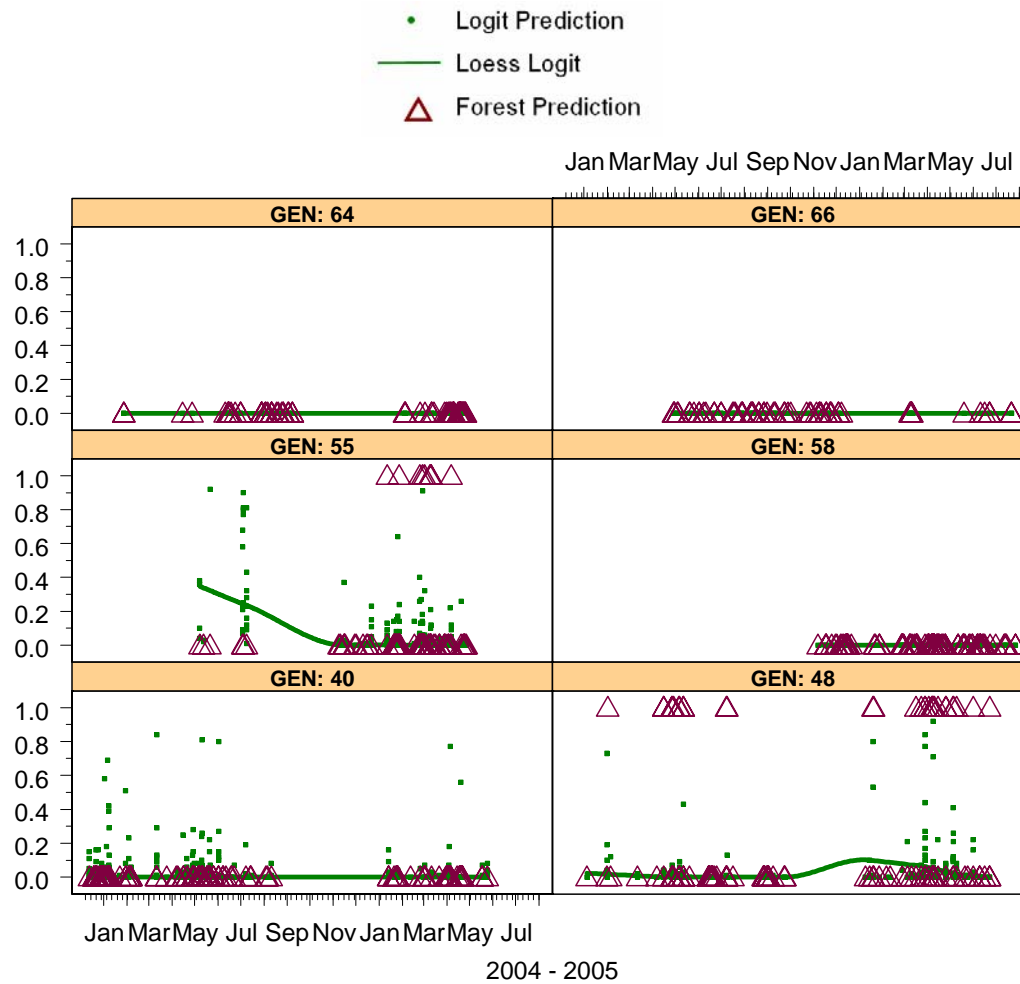 Logit Prediction
Loess Logit
Forest Prediction
Jan Mar May Jul Sep Nov Jan Mar May Jul
GEN: 64 GEN: 66
1.0
0.8
0.6
0.4
0.2
0.0
GEN: 55 GEN: 58
1.0
0.8
0.6
0.4
0.2
0.0
GEN: 40 GEN: 48
1.0
0.8
0.6
0.4
0.2
0.0
Jan Mar May Jul Sep Nov Jan Mar May Jul
2004 - 2005